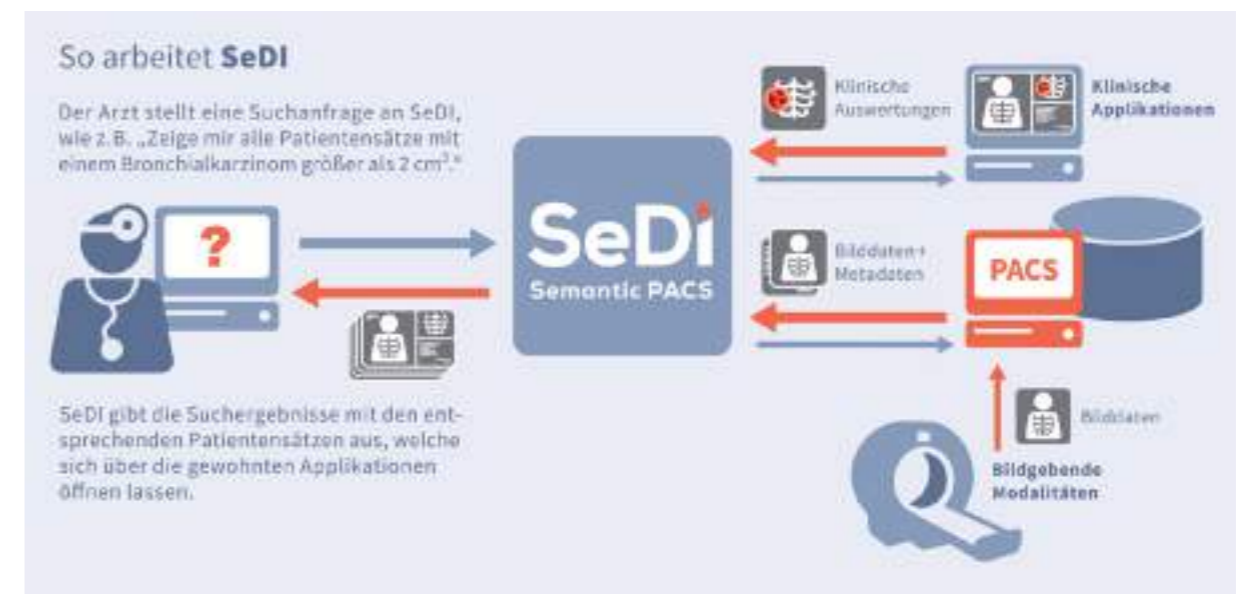 So arbeitet SeDI
Der Arzt stellt eine Suchanfrage an SeDI,
wie z.B. „Zeige mir alle Patientensätze mit
einem Bronchialkarzinom größer als 2 cm³.“
?
SeDI gibt die Suchergebnisse mit den ent-
sprechenden Patientensätzen aus, welche
sich über die gewohnten Applikationen
öffnen lassen.
SeDi
Semantic PACS
Klinische
Auswertungen
Klinische
Applikationen
Bilddaten+
Metadaten
PACS
Bilddaten
Bildgebende
Modalitäten